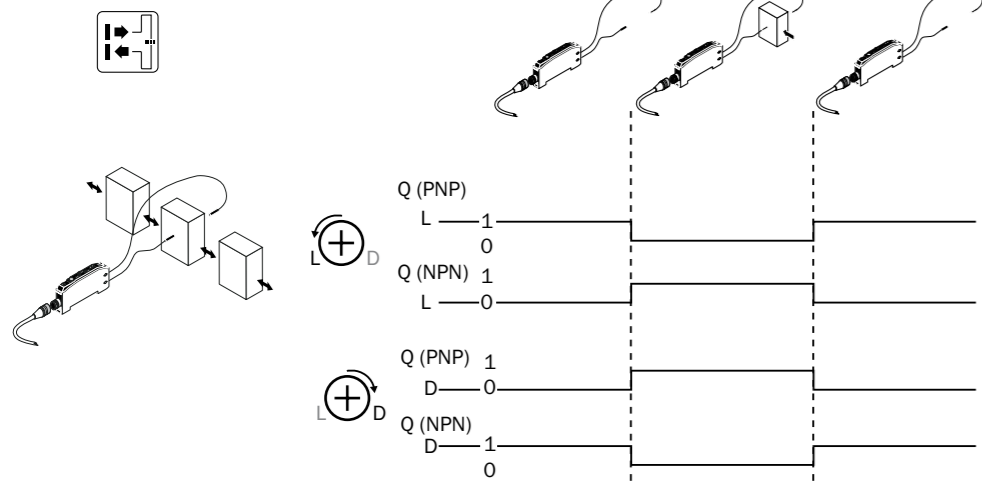 Q (PNP)
L 1
0
L D
Q (NPN) 1
L 0
Q (PNP) 1
D 0
L D
Q (NPN)
D 1
0